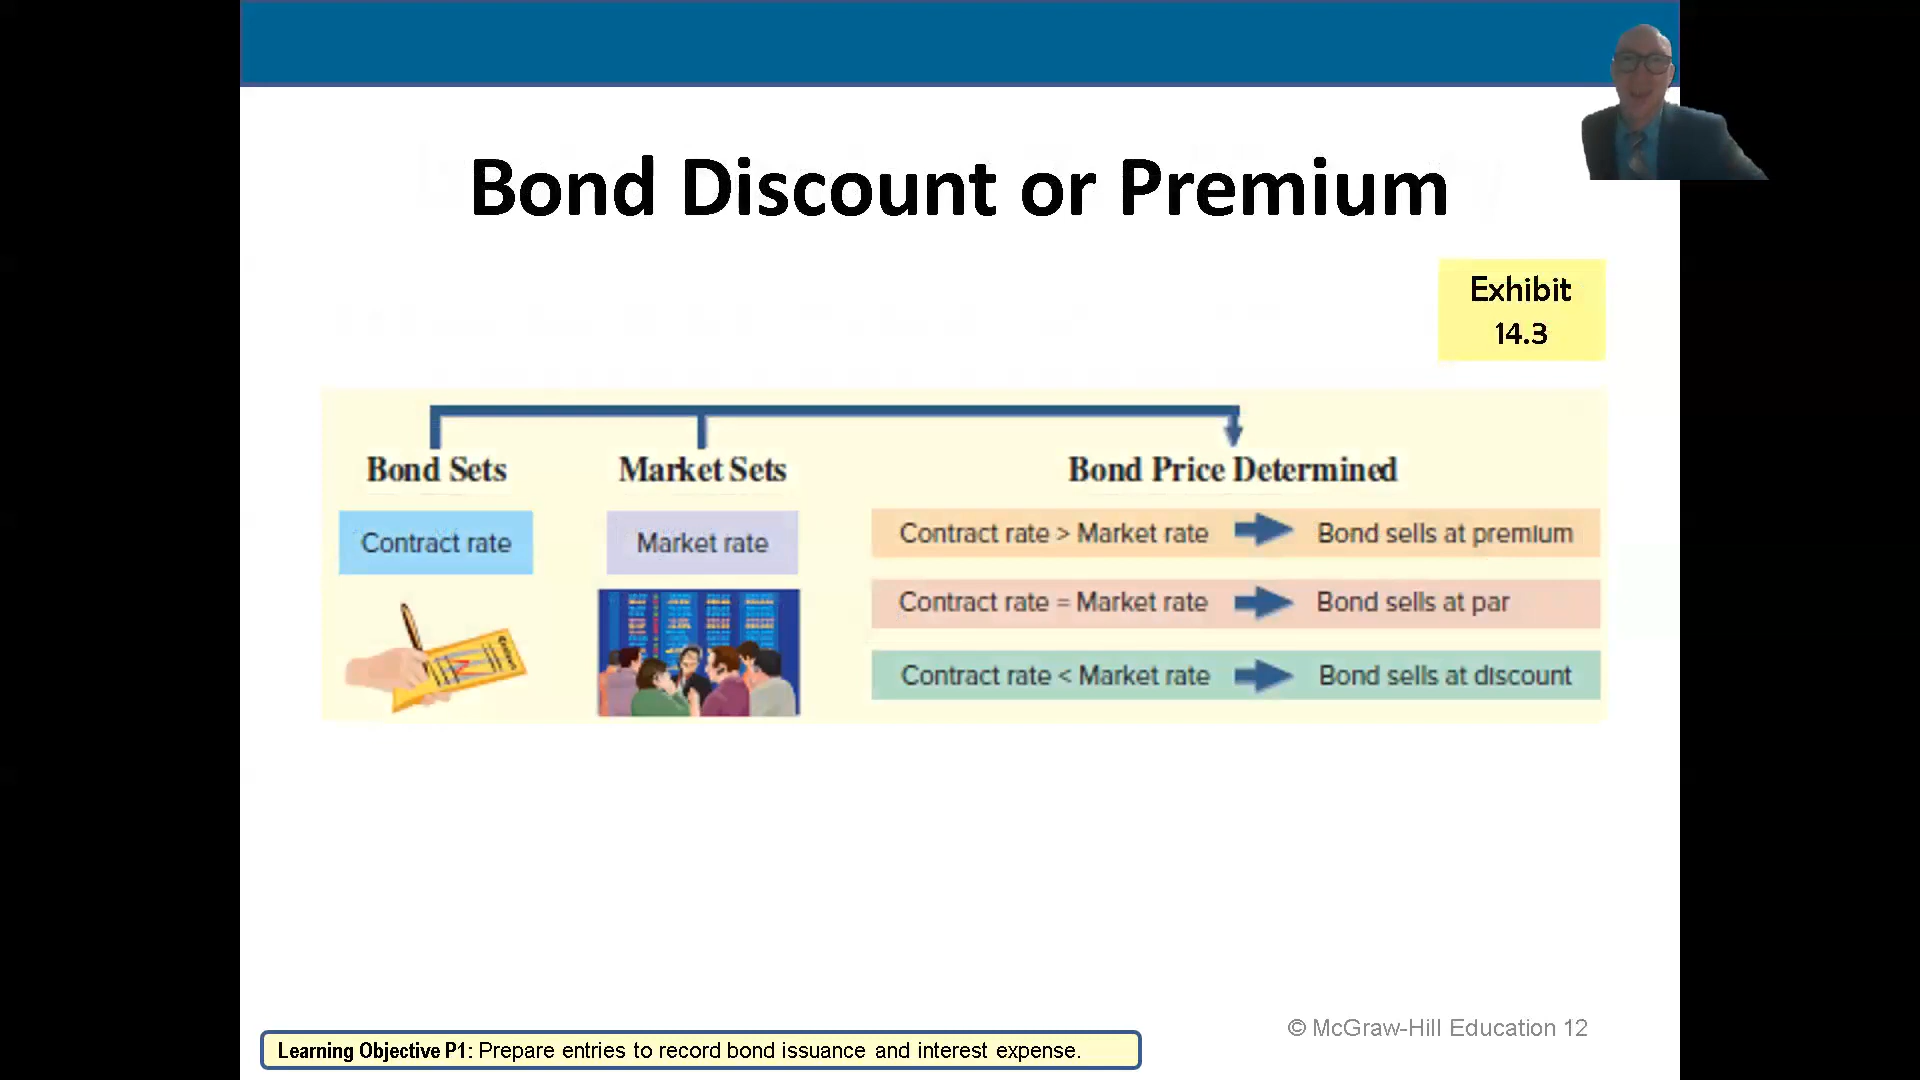 Bond Discount or Premium
Exhibit
14.3
Bond Sets
Market Sets
Bond Price Determined
Contract rate
Market rate
Contract rate > Market rate
Bond sells at premium
Contract rate = Market rate
Bond sells at par
Contract rate < Market rate
Bond sells at discount
© McGraw-Hill Education 12
Learning Objective P1: Prepare entries to record bond issuance and interest expense.